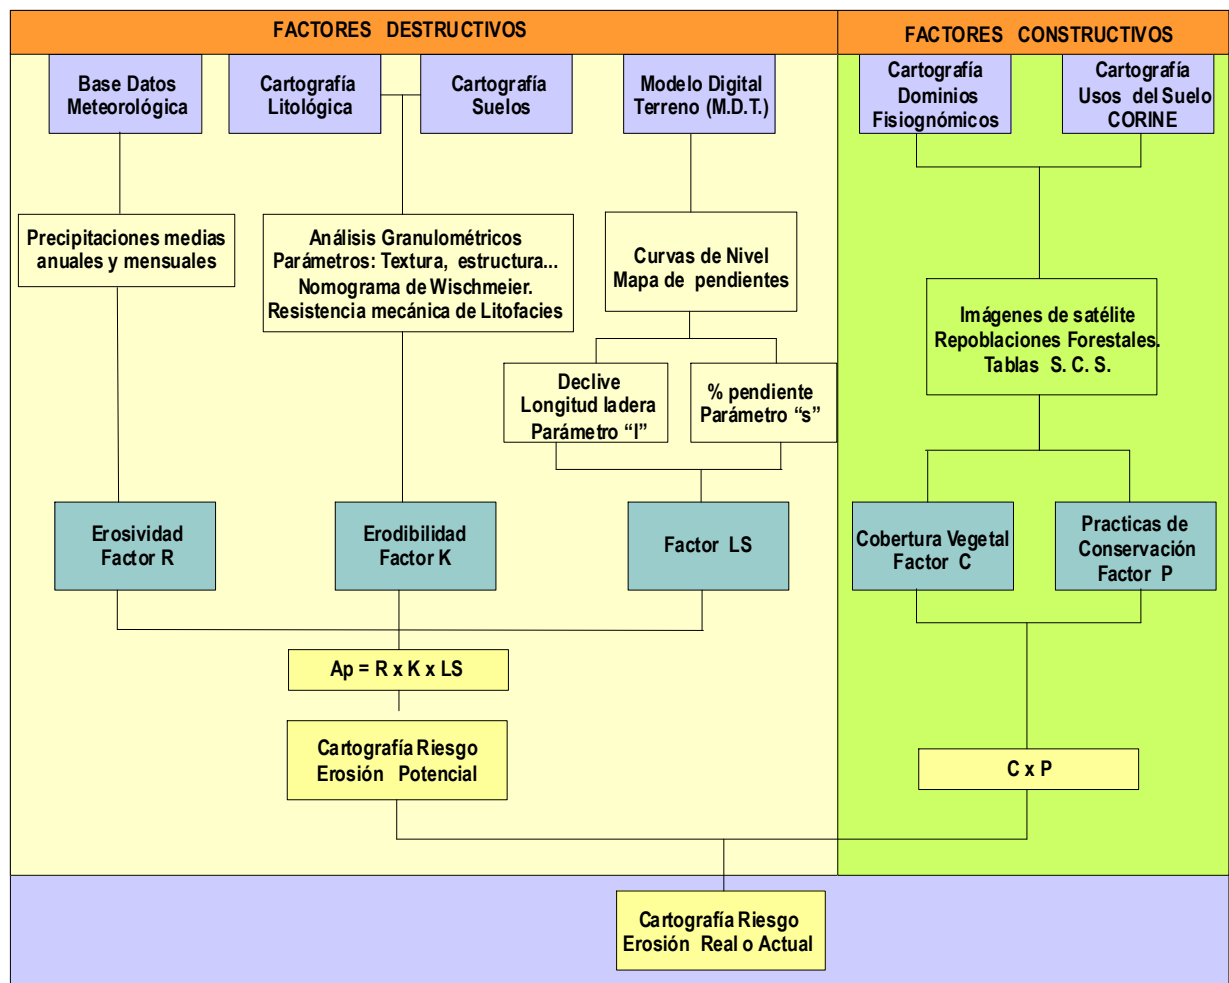 FACTORES DESTRUCTIVOS
FACTORES CONSTRUCTIVOS
Base Datos
Meteorológica
Cartografía
Litológica
Cartografía
Suelos
Modelo Digital
Terreno (M.D.T.)
Cartografía
Dominios
Fisiognómicos
Cartografía
Usos del Suelo
CORINE
Precipitaciones medias
anuales y mensuales
Análisis Granulométricos
Parámetros: Textura, estructura...
Nomograma de Wischmeier.
Resistencia mecánica de Litofacies
Curvas de Nivel
Mapa de pendientes
Imágenes de satélite
Repoblaciones Forestales.
Tablas S. C. S.
Declive
Longitud ladera
Parámetro “l”
% pendiente
Parámetro “s”
Erosividad
Factor R
Erodibilidad
Factor K
Factor LS
Cobertura Vegetal
Factor C
Practicas de
Conservación
Factor P
Ap = R x K x LS
Cartografía Riesgo
Erosión Potencial
C x P
Cartografía Riesgo
Erosión Real o Actual